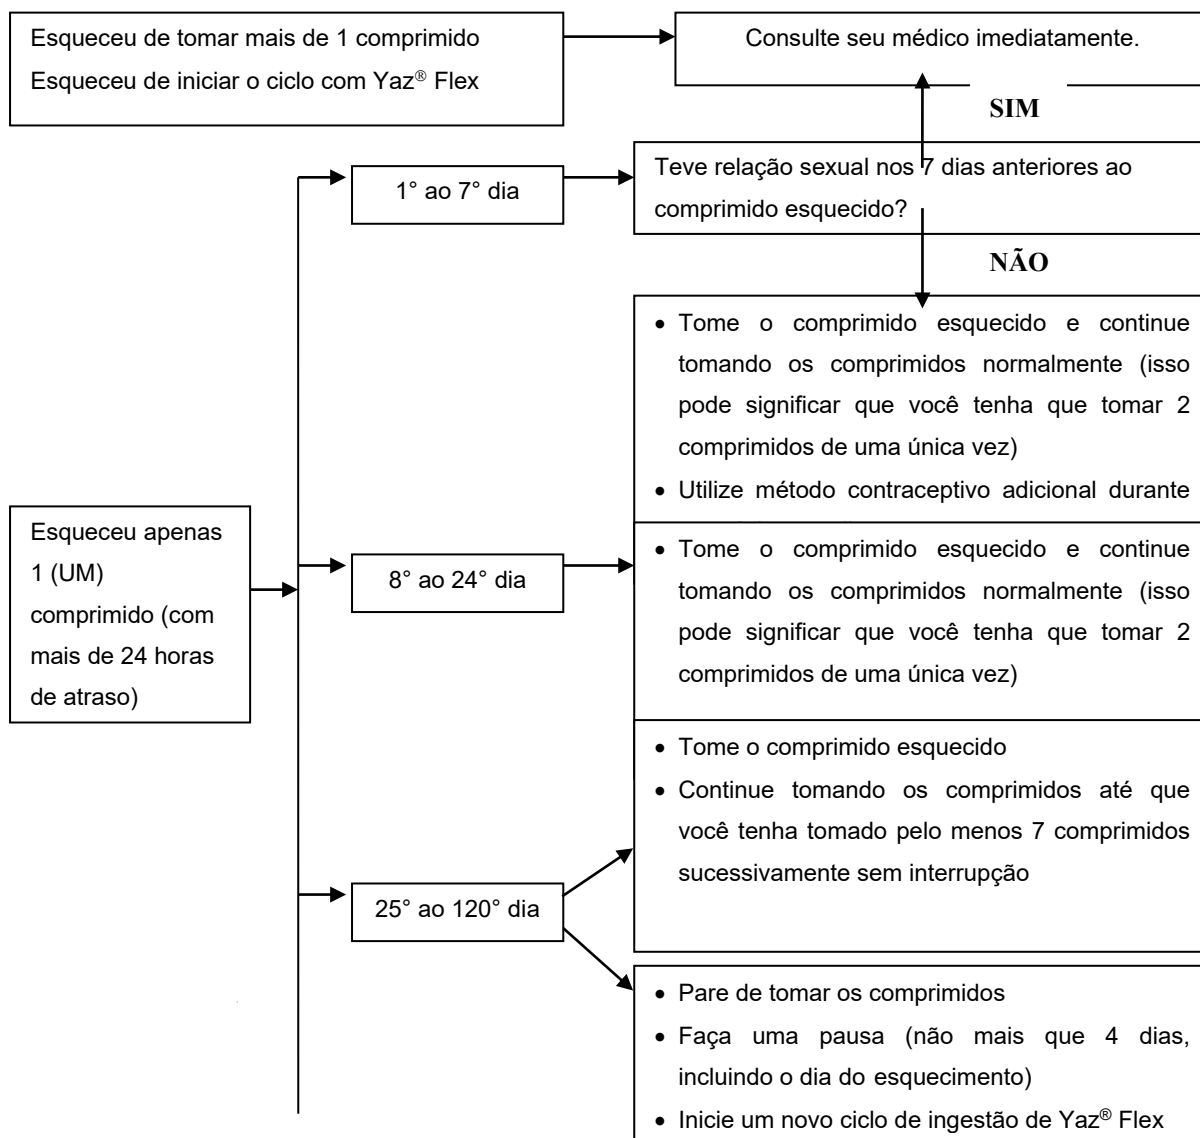 Esqueceu de tomar mais de 1 comprimido
Esqueceu de iniciar o ciclo com Yaz® Flex
Consulte seu médico imediatamente.
SIM
1° ao 7° dia
Teve relação sexual nos 7 dias anteriores ao
comprimido esquecido?
NÃO
• Tome o comprimido esquecido e continue
tomando os comprimidos normalmente (isso
pode significar que você tenha que tomar 2
comprimidos de uma única vez)
• Utilize método contraceptivo adicional durante
Esqueceu apenas
1 (UM)
comprimido (com
mais de 24 horas
de atraso)
8° ao 24° dia
• Tome o comprimido esquecido e continue
tomando os comprimidos normalmente (isso
pode significar que você tenha que tomar 2
comprimidos de uma única vez)
25° ao 120° dia
• Tome o comprimido esquecido
• Continue tomando os comprimidos até que
você tenha tomado pelo menos 7 comprimidos
sucessivamente sem interrupção
• Pare de tomar os comprimidos
• Faça uma pausa (não mais que 4 dias,
incluindo o dia do esquecimento)
• Inicie um novo ciclo de ingestão de Yaz® Flex